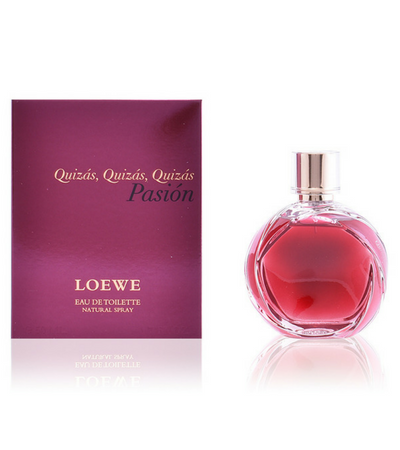 Quizás, Quizás, Quizás
Pasión
LOEWE
EAU DE TOILETTE
NATURAL SPRAY